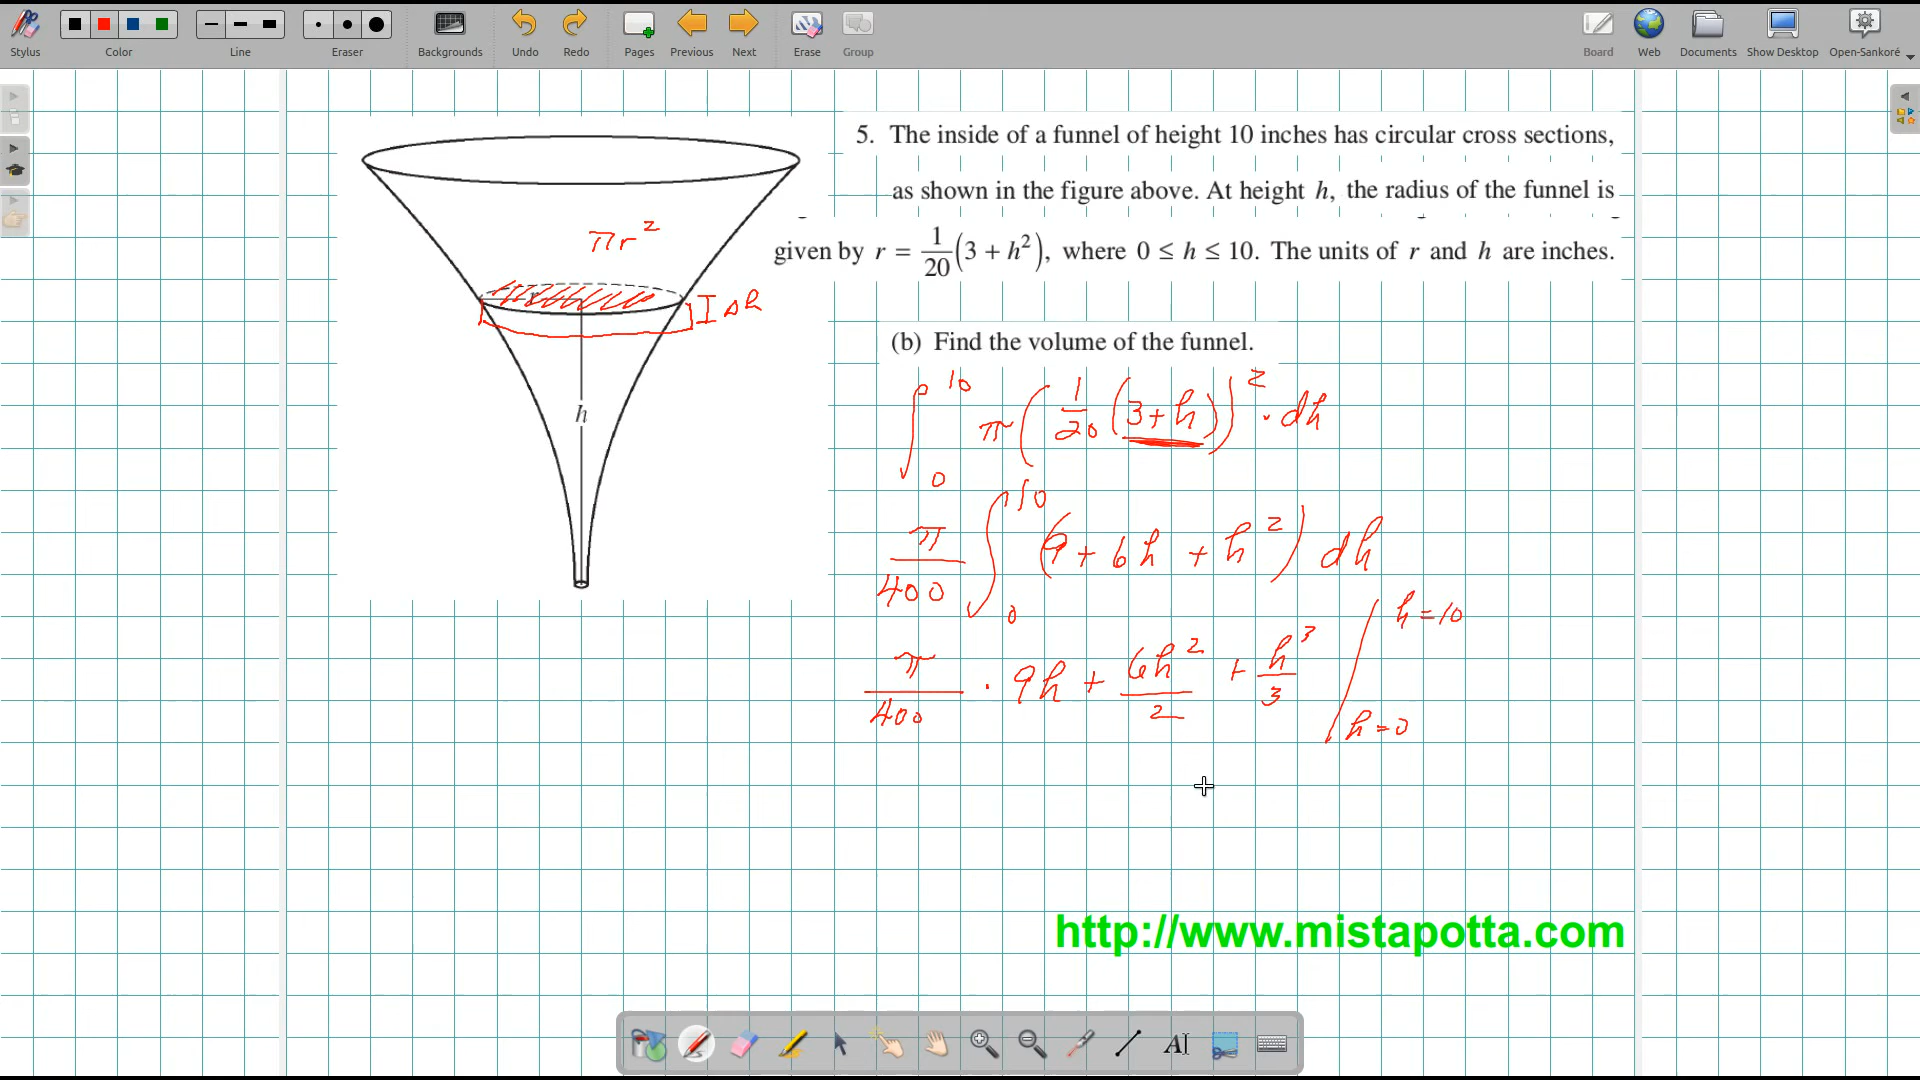 Stylus Color Line Eraser Backgrounds Undo Redo Pages Previous Next Erase Group Board Web Documents Show Desktop Open-Sankoré
5. The inside of a funnel of height 10 inches has circular cross sections,
as shown in the figure above. At height h, the radius of the funnel is
given by r = 1/20 (3 + h²), where 0 ≤ h ≤ 10. The units of r and h are inches.
πr²
r
Δh
h
(b) Find the volume of the funnel.
∫₀¹⁰ π(1/20 (3+h))² · dh
π/400 ∫₀¹⁰ (9 + 6h + h²) dh
π/400 · 9h + 6h²/2 + h³/3 | h=10 h=0
http://www.mistapotta.com
AI